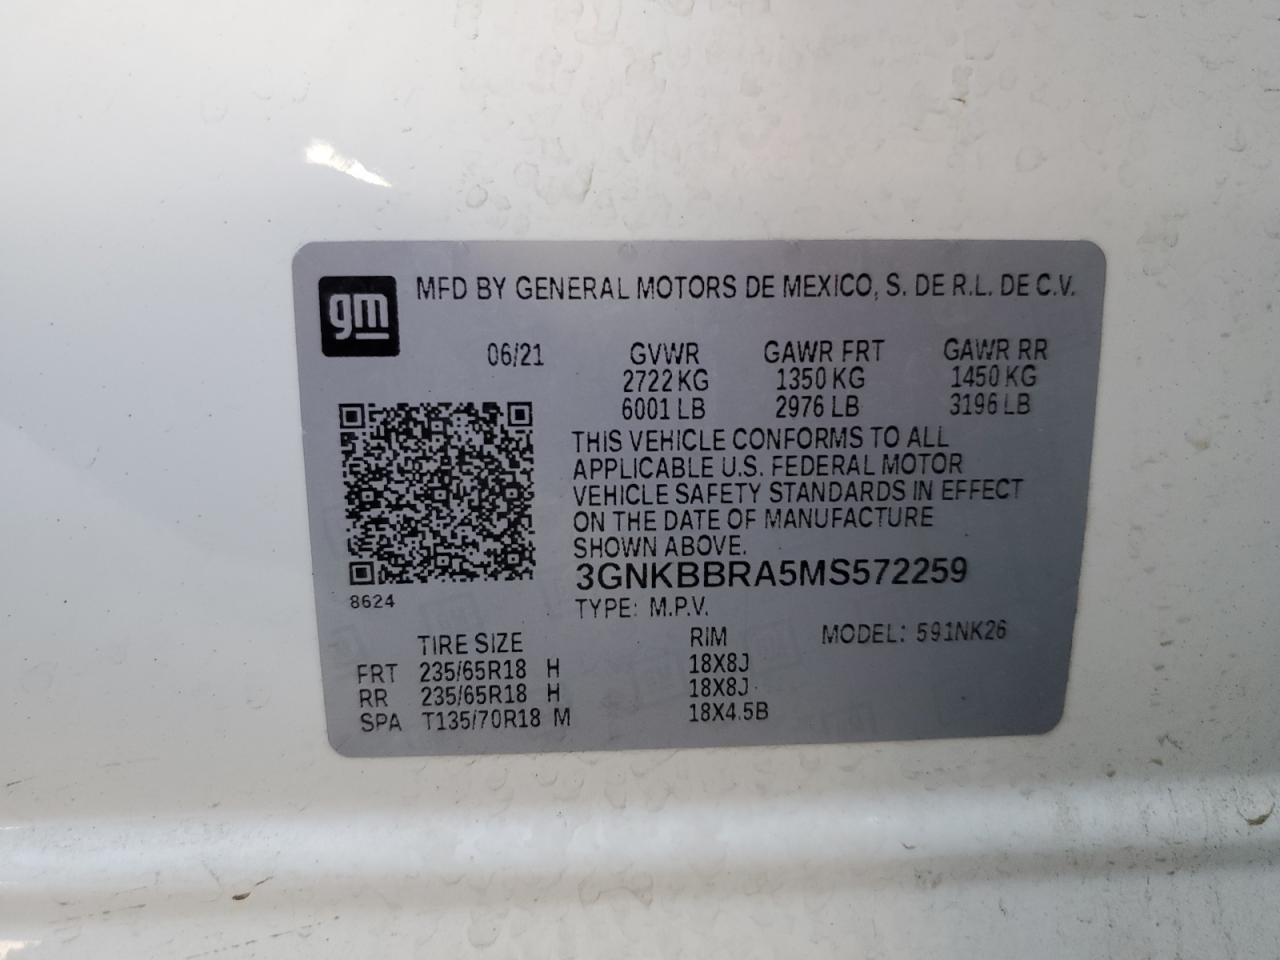 gm
MFD BY GENERAL MOTORS DE MEXICO, S. DE R.L. DE C.V.
06/21 GVWR GAWR FRT GAWR RR
2722 KG 1350 KG 1450 KG
6001 LB 2976 LB 3196 LB
THIS VEHICLE CONFORMS TO ALL
APPLICABLE U.S. FEDERAL MOTOR
VEHICLE SAFETY STANDARDS IN EFFECT
ON THE DATE OF MANUFACTURE
SHOWN ABOVE.
3GNKBBRA5MS572259
8624
TYPE: M.P.V.
TIRE SIZE RIM MODEL: 591NK26
FRT 235/65R18 H 18X8J
RR 235/65R18 H 18X8J
SPA T135/70R18 M 18X4.5B